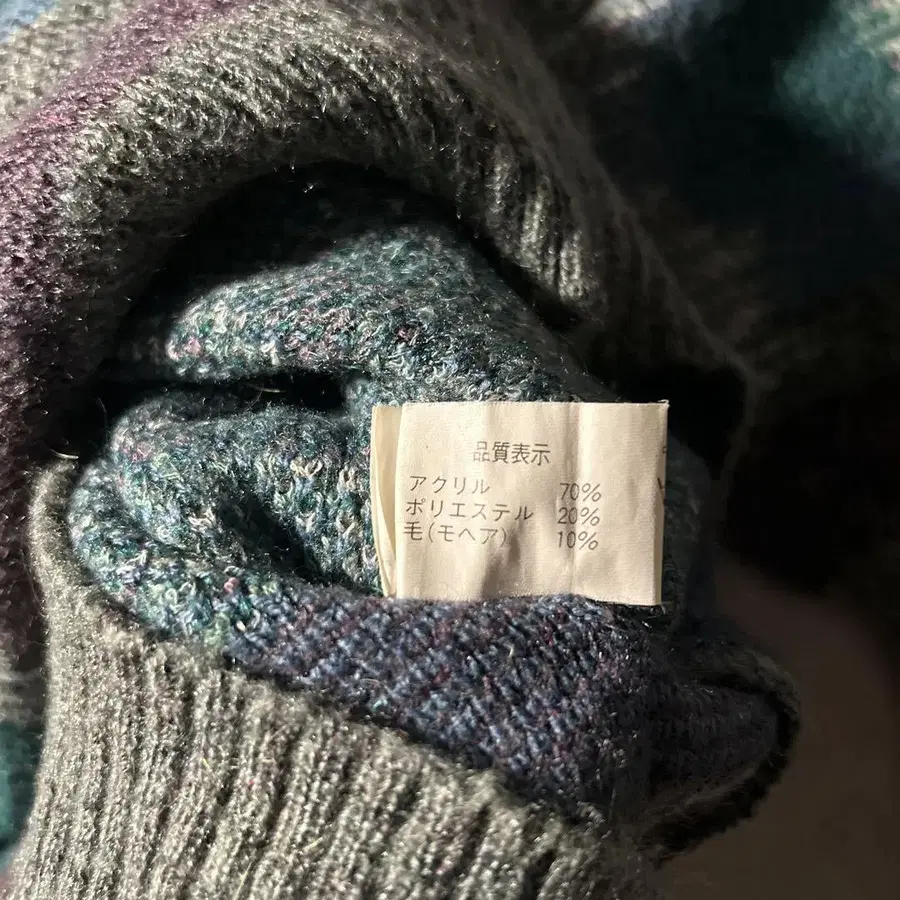 品質表示
アクリル 70%
ポリエステル 20%
毛(モヘア) 10%